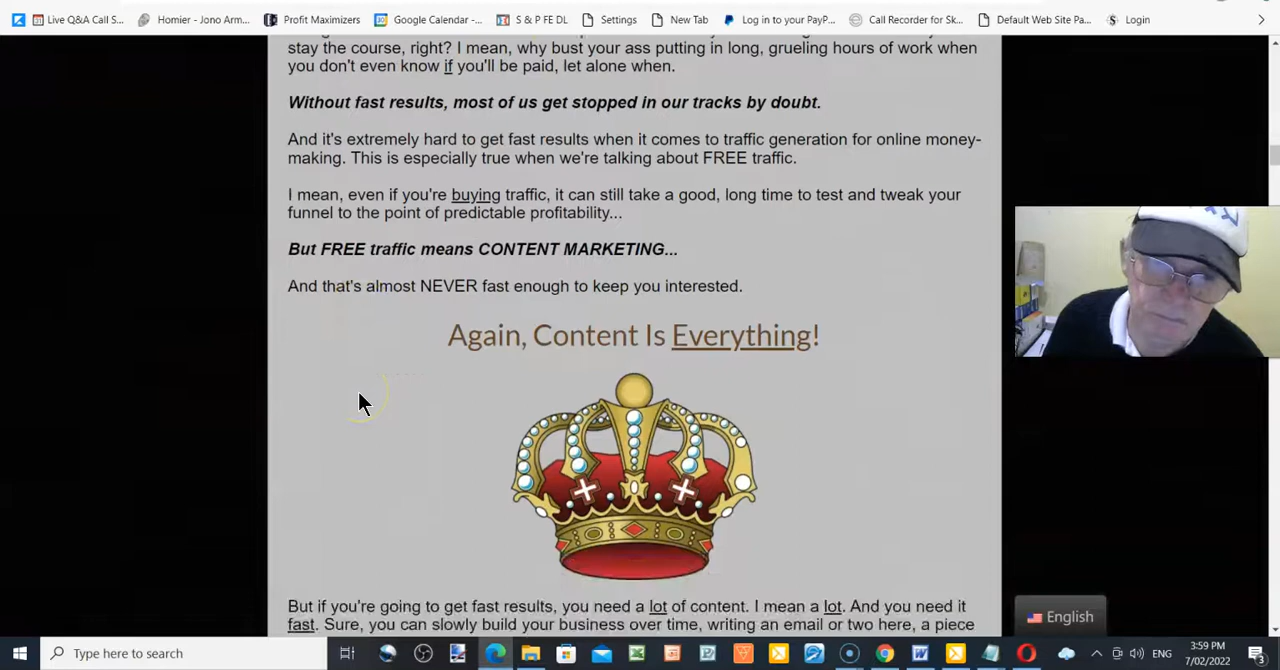 Live Q&A Call S...
Homier - Jono Arm...
Profit Maximizers
Google Calendar -...
S & P FE DL
Settings
New Tab
Log in to your PayP...
Call Recorder for Sk...
Default Web Site Pa...
Login
stay the course, right? I mean, why bust your ass putting in long, grueling hours of work when
you don't even know if you'll be paid, let alone when.
Without fast results, most of us get stopped in our tracks by doubt.
And it's extremely hard to get fast results when it comes to traffic generation for online money-
making. This is especially true when we're talking about FREE traffic.
I mean, even if you're buying traffic, it can still take a good, long time to test and tweak your
funnel to the point of predictable profitability...
But FREE traffic means CONTENT MARKETING...
And that's almost NEVER fast enough to keep you interested.
Again, Content Is Everything!
But if you're going to get fast results, you need a lot of content. I mean a lot. And you need it
fast. Sure, you can slowly build your business over time, writing an email or two here, a piece
English
Type here to search
ENG
3:59 PM
7/02/2022